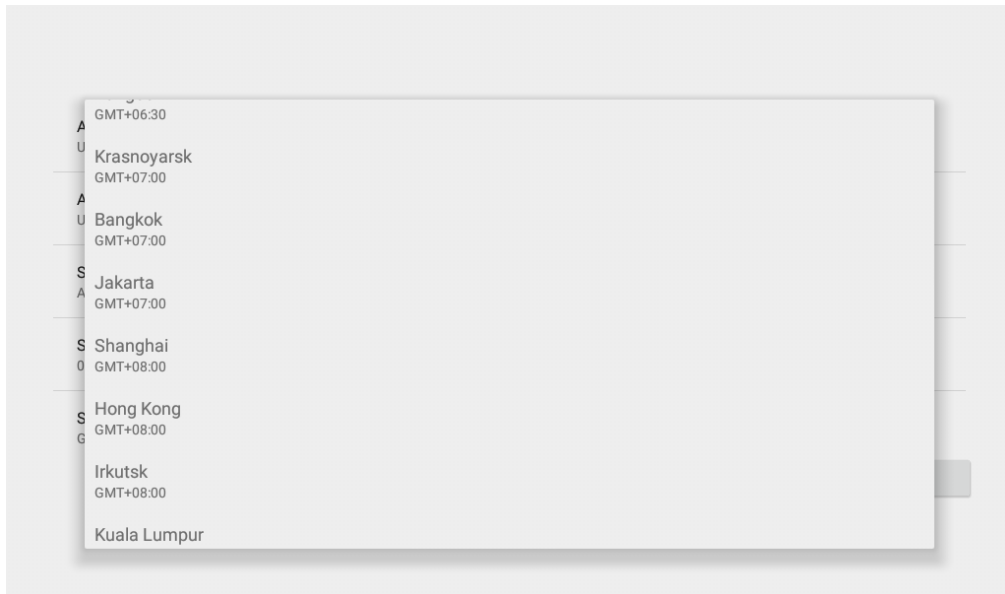 GMT+06:30
Krasnoyarsk
GMT+07:00
Bangkok
GMT+07:00
Jakarta
GMT+07:00
Shanghai
GMT+08:00
Hong Kong
GMT+08:00
Irkutsk
GMT+08:00
Kuala Lumpur